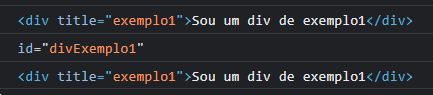 <div title="exemplo1">Sou um div de exemplo1</div>
id="divExemplo1"
<div title="exemplo1">Sou um div de exemplo1</div>